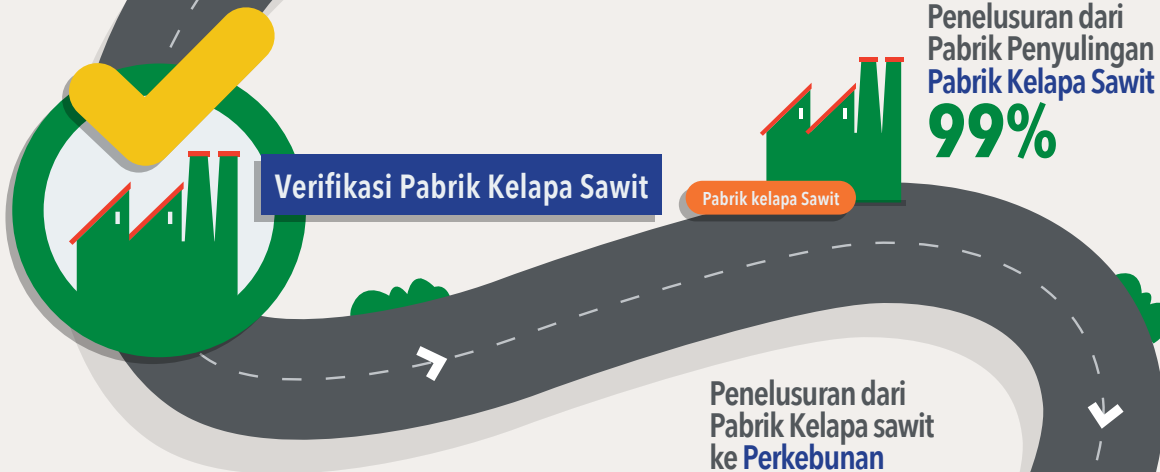 Penelusuran dari
Pabrik Penyulingan
Pabrik Kelapa Sawit
99%
Verifikasi Pabrik Kelapa Sawit
Pabrik kelapa Sawit
Penelusuran dari
Pabrik Kelapa sawit
ke Perkebunan